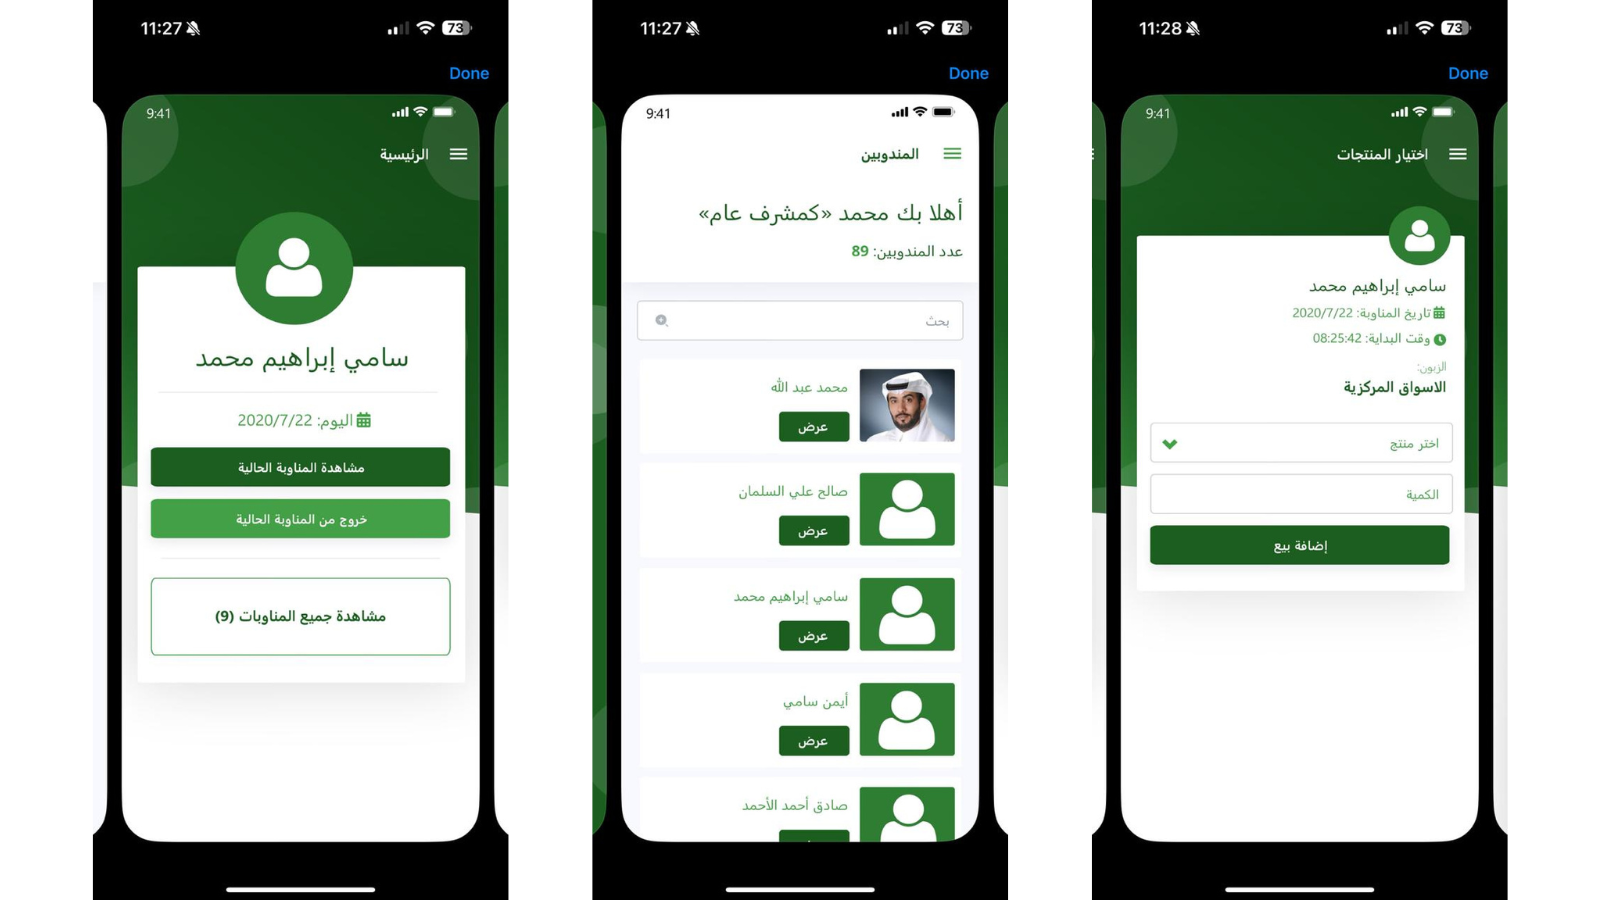 11:27
73
Done
9:41
الرئيسية
سامي إبراهيم محمد
اليوم: 2020/7/22
مشاهدة المناوبة الحالية
خروج من المناوبة الحالية
مشاهدة جميع المناوبات (9)
11:27
73
Done
9:41
المندوبين
أهلا بك محمد «كمشرف عام»
عدد المندوبين: 89
بحث
محمد عبد الله
عرض
صالح علي السلمان
عرض
سامي إبراهيم محمد
عرض
أيمن سامي
عرض
صادق أحمد الأحمد
11:28
73
Done
9:41
اختيار المنتجات
سامي إبراهيم محمد
تاريخ المناوبة: 2020/7/22
وقت البداية: 08:25:42
الزبون:
الاسواق المركزية
اختر منتج
الكمية
إضافة بيع